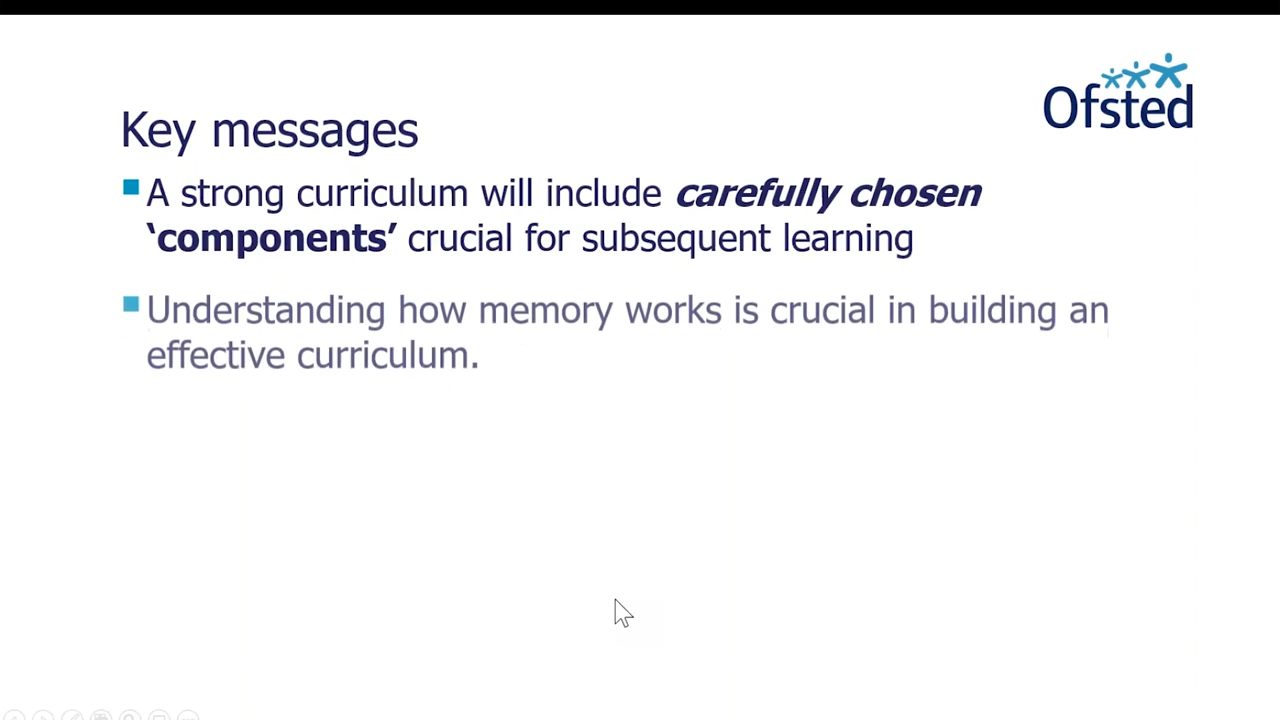 Ofsted
Key messages
A strong curriculum will include carefully chosen
‘components’ crucial for subsequent learning
Understanding how memory works is crucial in building an
effective curriculum.